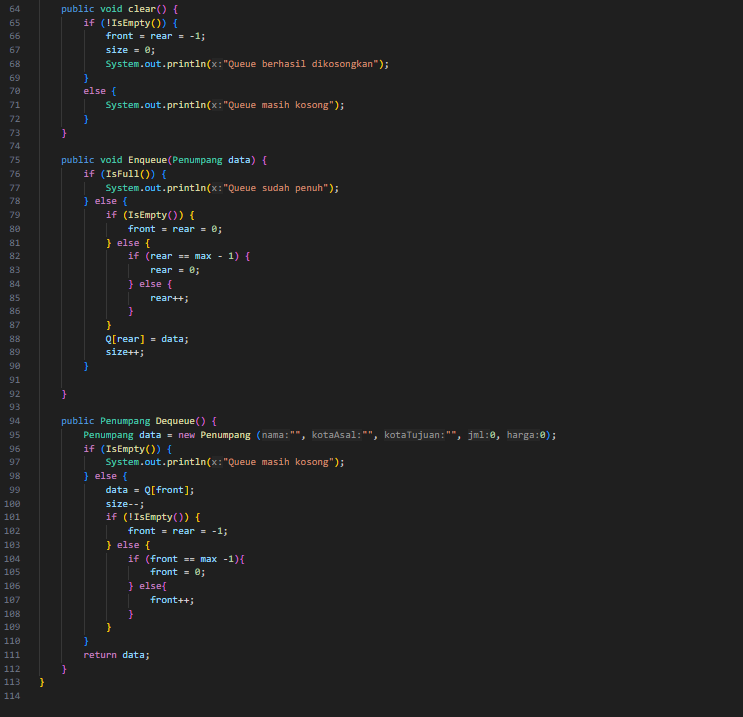 64 public void clear() {
65 if (!IsEmpty()) {
66 front = rear = -1;
67 size = 0;
68 System.out.println(x:"Queue berhasil dikosongkan");
69 }
70 else {
71 System.out.println(x:"Queue masih kosong");
72 }
73 }
74
75 public void Enqueue(Penumpang data) {
76 if (IsFull()) {
77 System.out.println(x:"Queue sudah penuh");
78 } else {
79 if (IsEmpty()) {
80 front = rear = 0;
81 } else {
82 if (rear == max - 1) {
83 rear = 0;
84 } else {
85 rear++;
86 }
87 }
88 Q[rear] = data;
89 size++;
90 }
91
92 }
93
94 public Penumpang Dequeue() {
95 Penumpang data = new Penumpang (nama:"", kotaAsal:"", kotaTujuan:"", jml:0, harga:0);
96 if (IsEmpty()) {
97 System.out.println(x:"Queue masih kosong");
98 } else {
99 data = Q[front];
100 size--;
101 if (!IsEmpty()) {
102 front = rear = -1;
103 } else {
104 if (front == max -1){
105 front = 0;
106 } else{
107 front++;
108 }
109 }
110 }
111 return data;
112 }
113 }
114